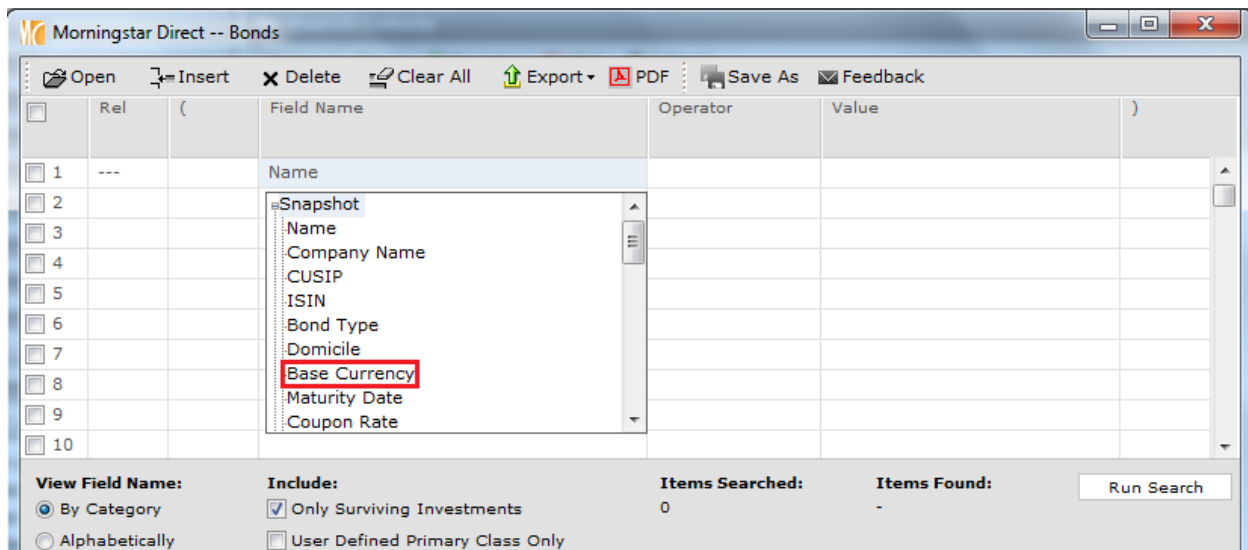 Morningstar Direct -- Bonds
Open Insert Delete Clear All Export PDF Save As Feedback
Rel ( Field Name Operator Value )
1 --- Name
2
Snapshot
3
Name
Company Name
4
CUSIP
5
ISIN
6
Bond Type
7
Domicile
8
Base Currency
Maturity Date
9
Coupon Rate
10
View Field Name: Include: Items Searched: Items Found: Run Search
By Category Only Surviving Investments 0 -
Alphabetically User Defined Primary Class Only